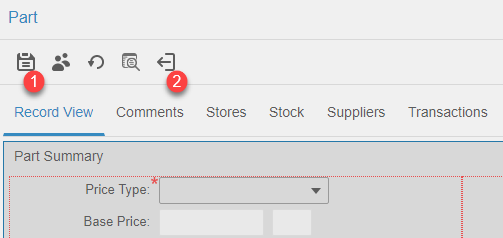 Part
1
2
Record View Comments Stores Stock Suppliers Transactions
Part Summary
Price Type: *
Base Price: